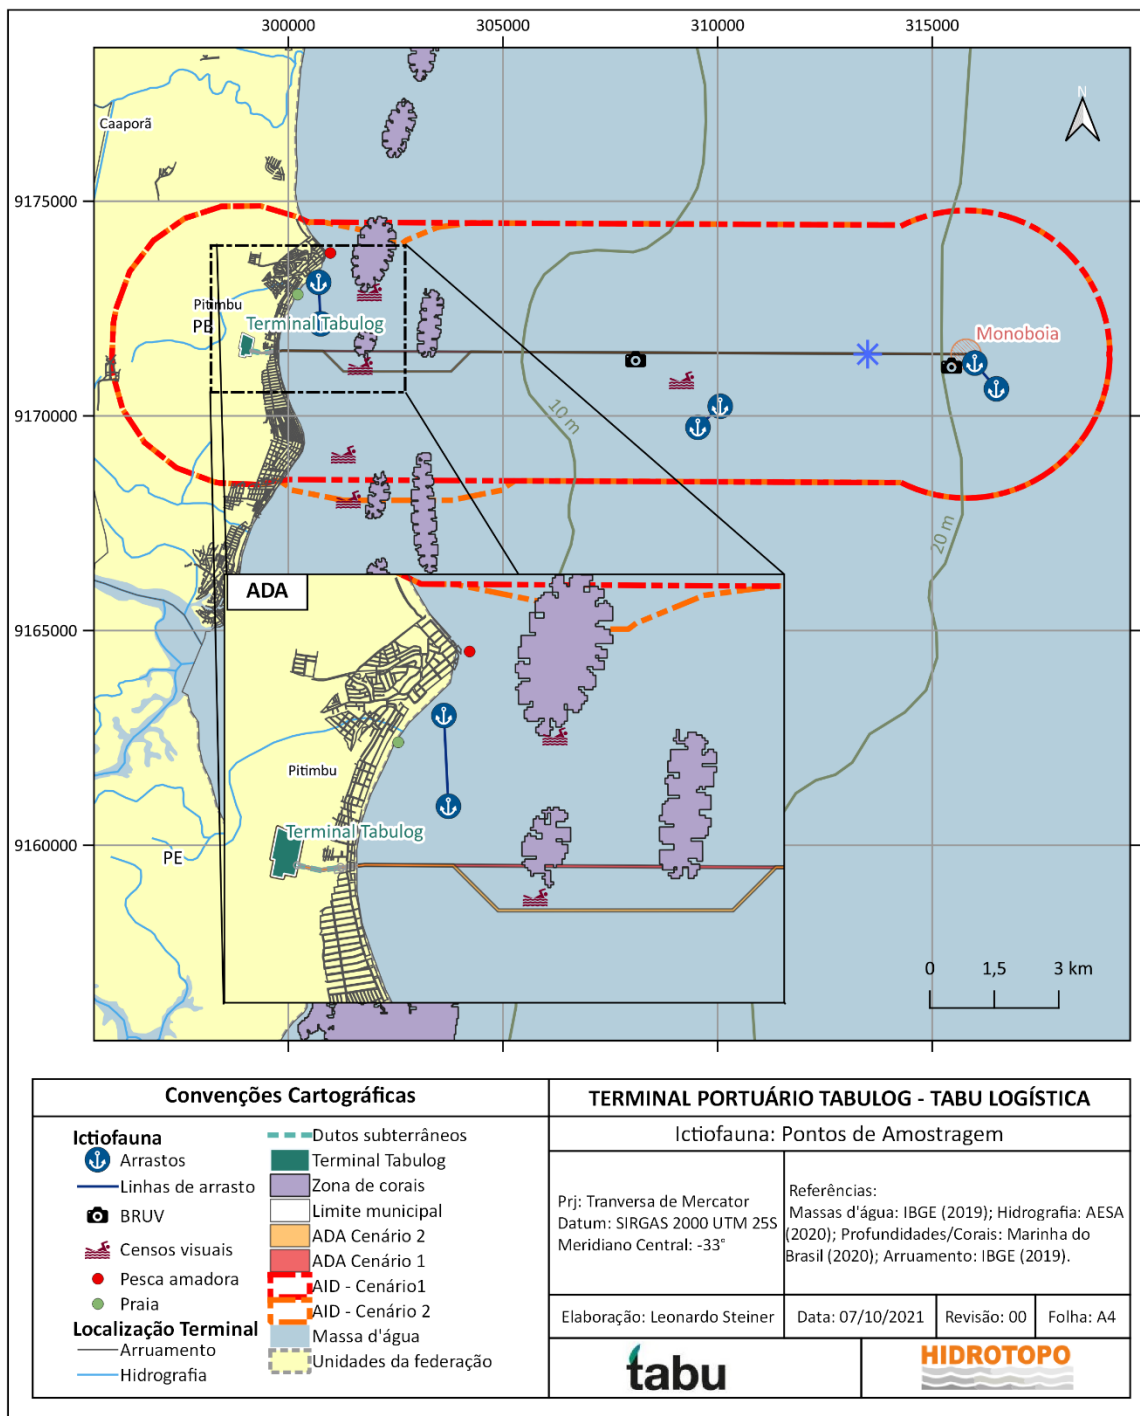 300000 305000 310000 315000
N
Caaporã
9175000
Pitimbu
PE
Terminal Tabulog
Monoboia
9170000
10 m
20 m
ADA
9165000
Pitimbu
Terminal Tabulog
9160000
PE
0 1,5 3 km
Convenções Cartográficas
Ictiofauna
Arrastos
Linhas de arrasto
BRUV
Censos visuais
Pesca amadora
Praia
Localização Terminal
Arruamento
Hidrografia
Dutos subterrâneos
Terminal Tabulog
Zona de corais
Limite municipal
ADA Cenário 2
ADA Cenário 1
AID - Cenário1
AID - Cenário 2
Massa d'água
Unidades da federação
TERMINAL PORTUÁRIO TABULOG - TABU LOGÍSTICA
Ictiofauna: Pontos de Amostragem
Prj: Tranversa de Mercator
Datum: SIRGAS 2000 UTM 25S
Meridiano Central: -33°
Referências:
Massas d'água: IBGE (2019); Hidrografia: AESA
(2020); Profundidades/Corais: Marinha do
Brasil (2020); Arruamento: IBGE (2019).
Elaboração: Leonardo Steiner
Data: 07/10/2021
Revisão: 00
Folha: A4
tabu
HIDROTOPO